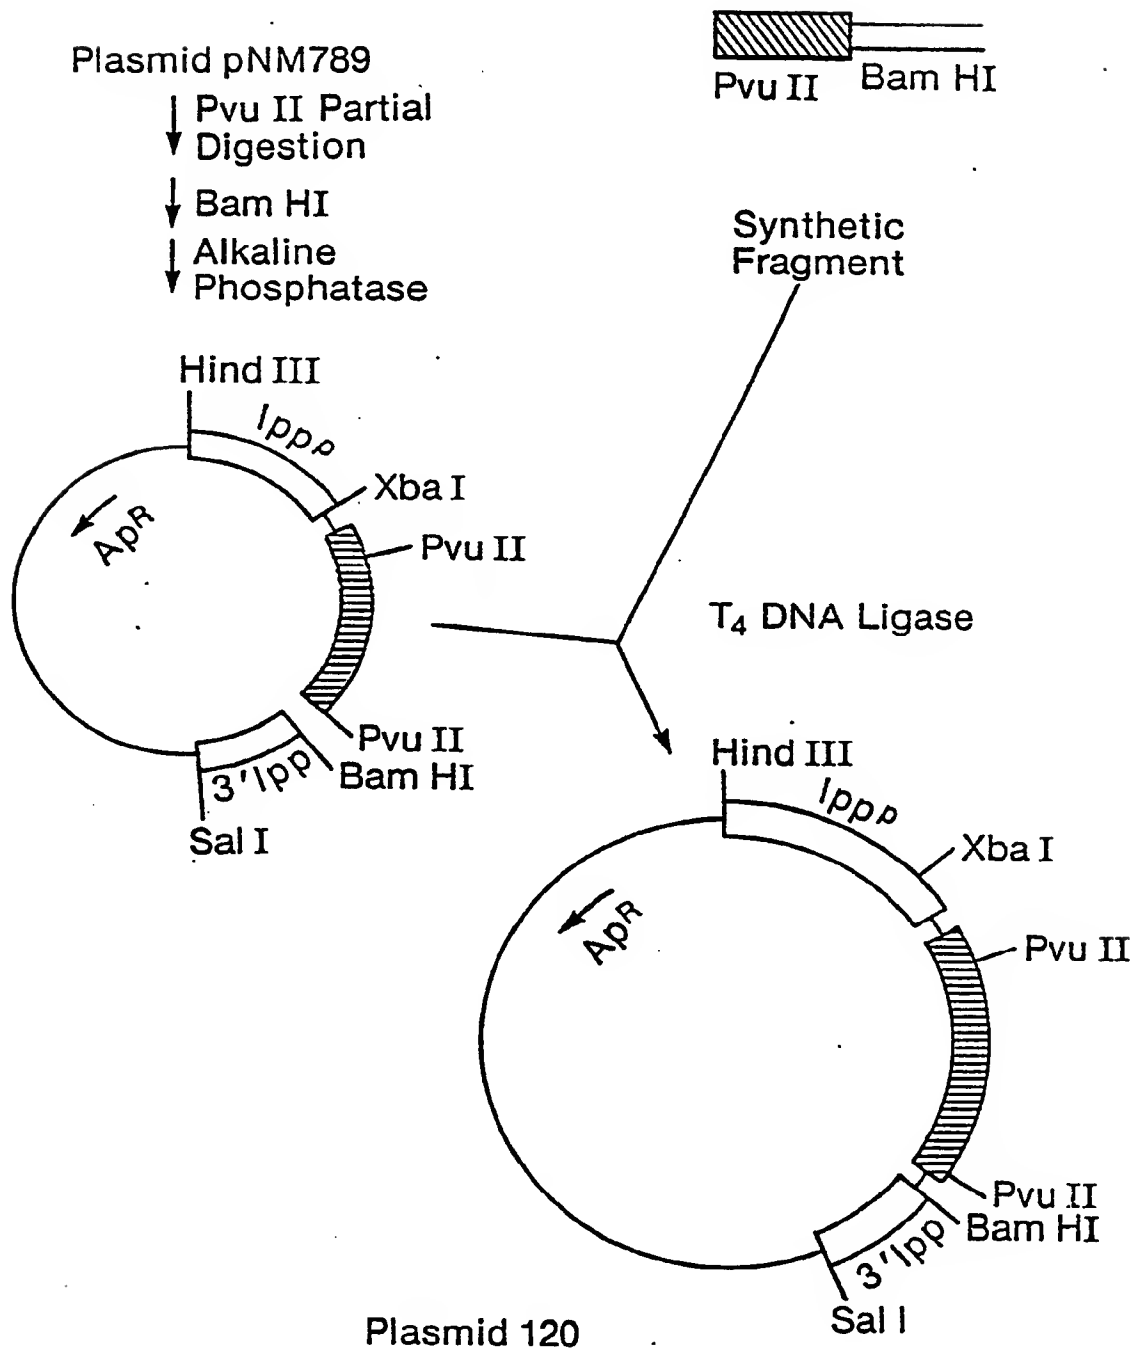 Plasmid pNM789
Pvu II Partial
Digestion
Bam HI
Alkaline
Phosphatase
Pvu II
Bam HI
Synthetic
Fragment
Hind III
lppp
Xba I
Pvu II
ApR
Pvu II
Bam HI
3'lpp
Sal I
T4 DNA Ligase
Hind III
lppp
Xba I
Pvu II
ApR
Pvu II
Bam HI
3'lpp
Sal I
Plasmid 120